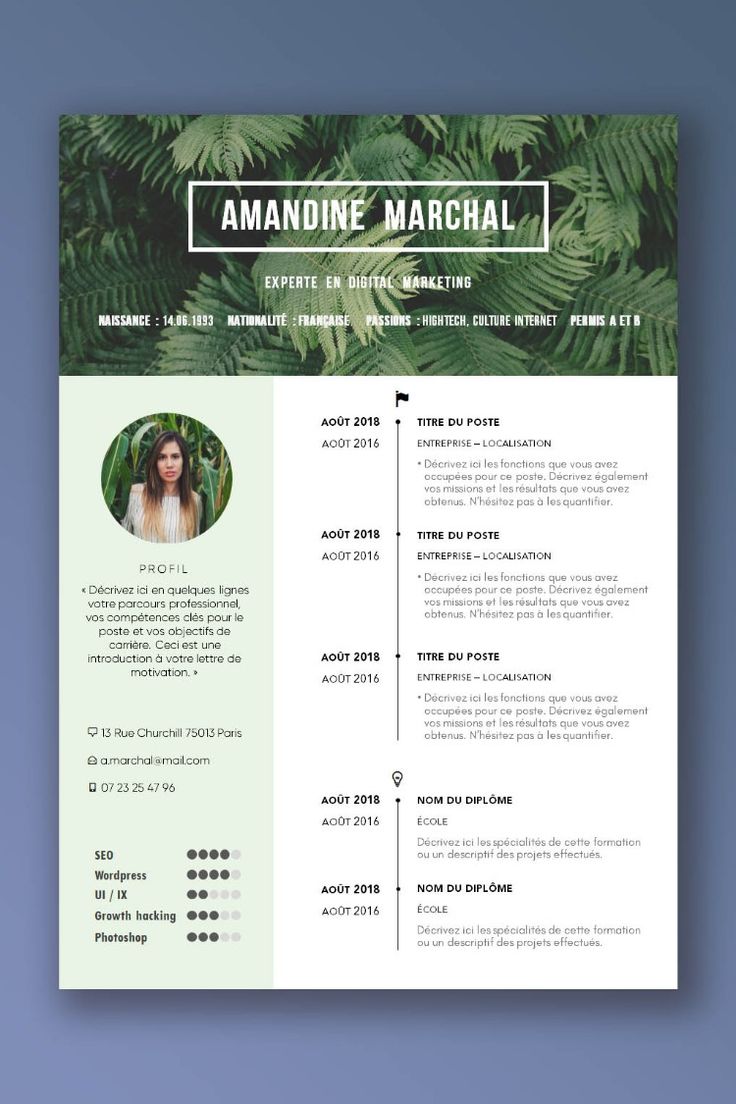 AMANDINE MARCHAL
EXPERTE EN DIGITAL MARKETING
NAISSANCE : 14.06.1993 NATIONALITÉ : FRANÇAISE PASSIONS : HIGHTECH, CULTURE INTERNET PERMIS A ET B
PROFIL
« Décrivez ici en quelques lignes
votre parcours professionnel,
vos compétences clés pour le
poste et vos objectifs de
carrière. Ceci est une
introduction à votre lettre de
motivation. »
13 Rue Churchill 75013 Paris
a.marchal@mail.com
07 23 25 47 96
SEO
Wordpress
UI / IX
Growth hacking
Photoshop
AOÛT 2018 TITRE DU POSTE
AOÛT 2016 ENTREPRISE – LOCALISATION
• Décrivez ici les fonctions que vous avez
occupées pour ce poste. Décrivez également
vos missions et les résultats que vous avez
obtenus. N'hésitez pas à les quantifier.
AOÛT 2018 TITRE DU POSTE
AOÛT 2016 ENTREPRISE – LOCALISATION
• Décrivez ici les fonctions que vous avez
occupées pour ce poste. Décrivez également
vos missions et les résultats que vous avez
obtenus. N'hésitez pas à les quantifier.
AOÛT 2018 TITRE DU POSTE
AOÛT 2016 ENTREPRISE – LOCALISATION
• Décrivez ici les fonctions que vous avez
occupées pour ce poste. Décrivez également
vos missions et les résultats que vous avez
obtenus. N'hésitez pas à les quantifier.
AOÛT 2018 NOM DU DIPLÔME
AOÛT 2016 ÉCOLE
Décrivez ici les spécialités de cette formation
ou un descriptif des projets effectués.
AOÛT 2018 NOM DU DIPLÔME
AOÛT 2016 ÉCOLE
Décrivez ici les spécialités de cette formation
ou un descriptif des projets effectués.